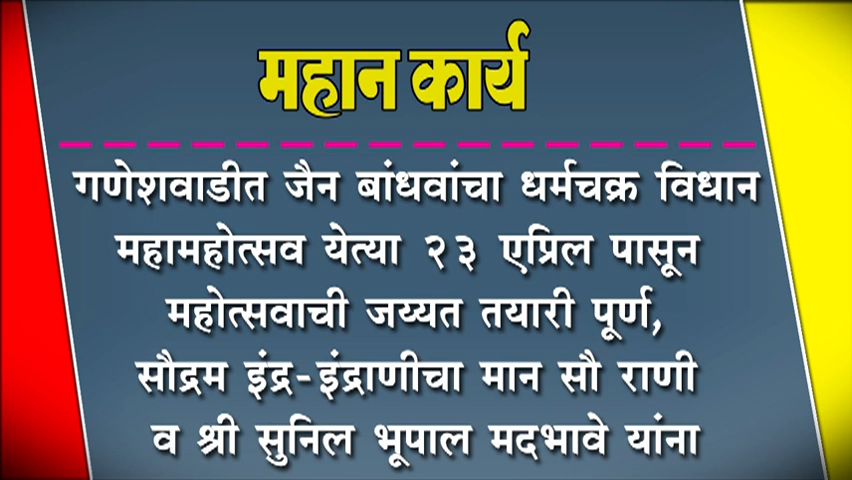 महान कार्य
गणेशवाडीत जैन बांधवांचा धर्मचक्र विधान
महामहोत्सव येत्या २३ एप्रिल पासून
महोत्सवाची जय्यत तयारी पूर्ण,
सौद्रम इंद्र-इंद्राणीचा मान सौ राणी
व श्री सुनिल भूपाल मदभावे यांना